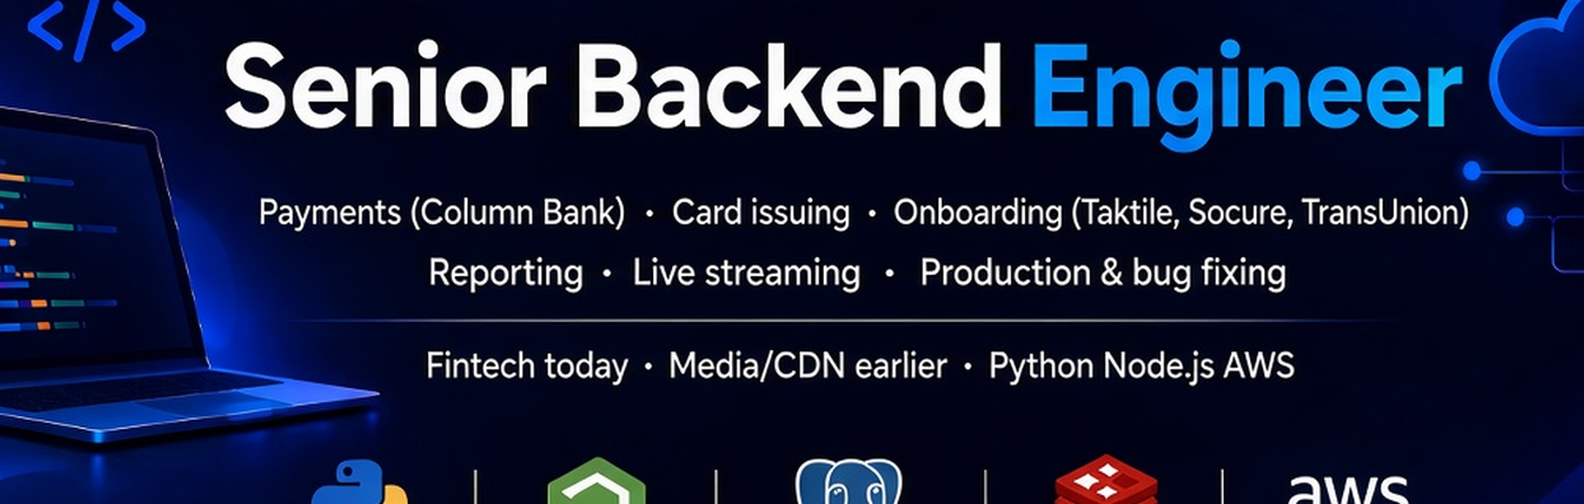 </>
Senior Backend Engineer
Payments (Column Bank) • Card issuing • Onboarding (Taktile, Socure, TransUnion)
Reporting • Live streaming • Production & bug fixing
Fintech today • Media/CDN earlier • Python Node.js AWS
aws